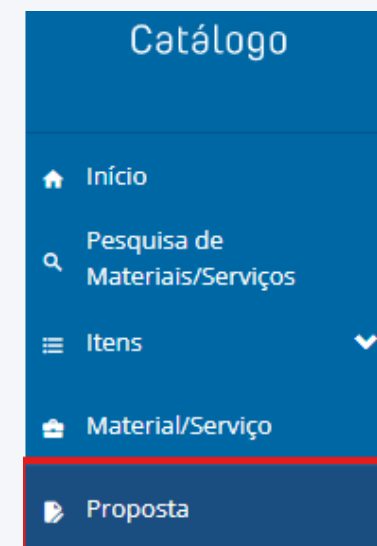 Catálogo
Início
Pesquisa de
Materiais/Serviços
Itens
Material/Serviço
Proposta